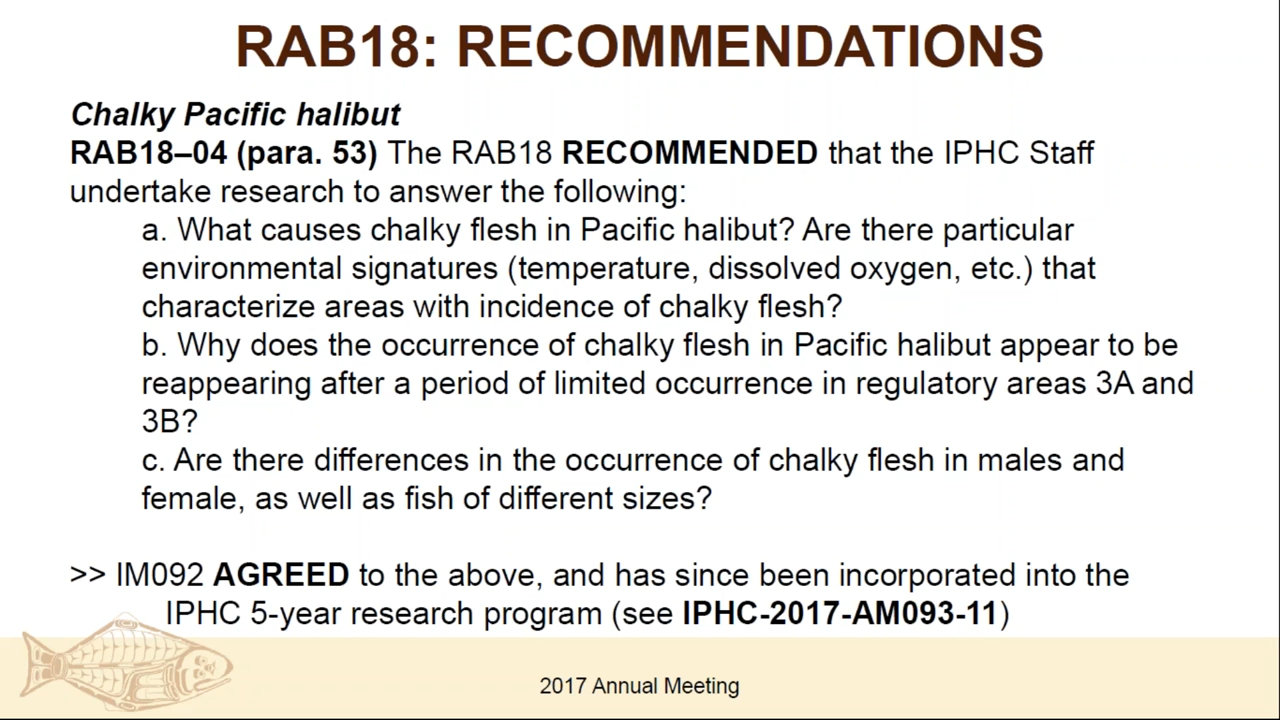 RAB18: RECOMMENDATIONS
Chalky Pacific halibut
RAB18–04 (para. 53) The RAB18 RECOMMENDED that the IPHC Staff
undertake research to answer the following:
a. What causes chalky flesh in Pacific halibut? Are there particular
environmental signatures (temperature, dissolved oxygen, etc.) that
characterize areas with incidence of chalky flesh?
b. Why does the occurrence of chalky flesh in Pacific halibut appear to be
reappearing after a period of limited occurrence in regulatory areas 3A and
3B?
c. Are there differences in the occurrence of chalky flesh in males and
female, as well as fish of different sizes?
>> IM092 AGREED to the above, and has since been incorporated into the
IPHC 5-year research program (see IPHC-2017-AM093-11)
2017 Annual Meeting